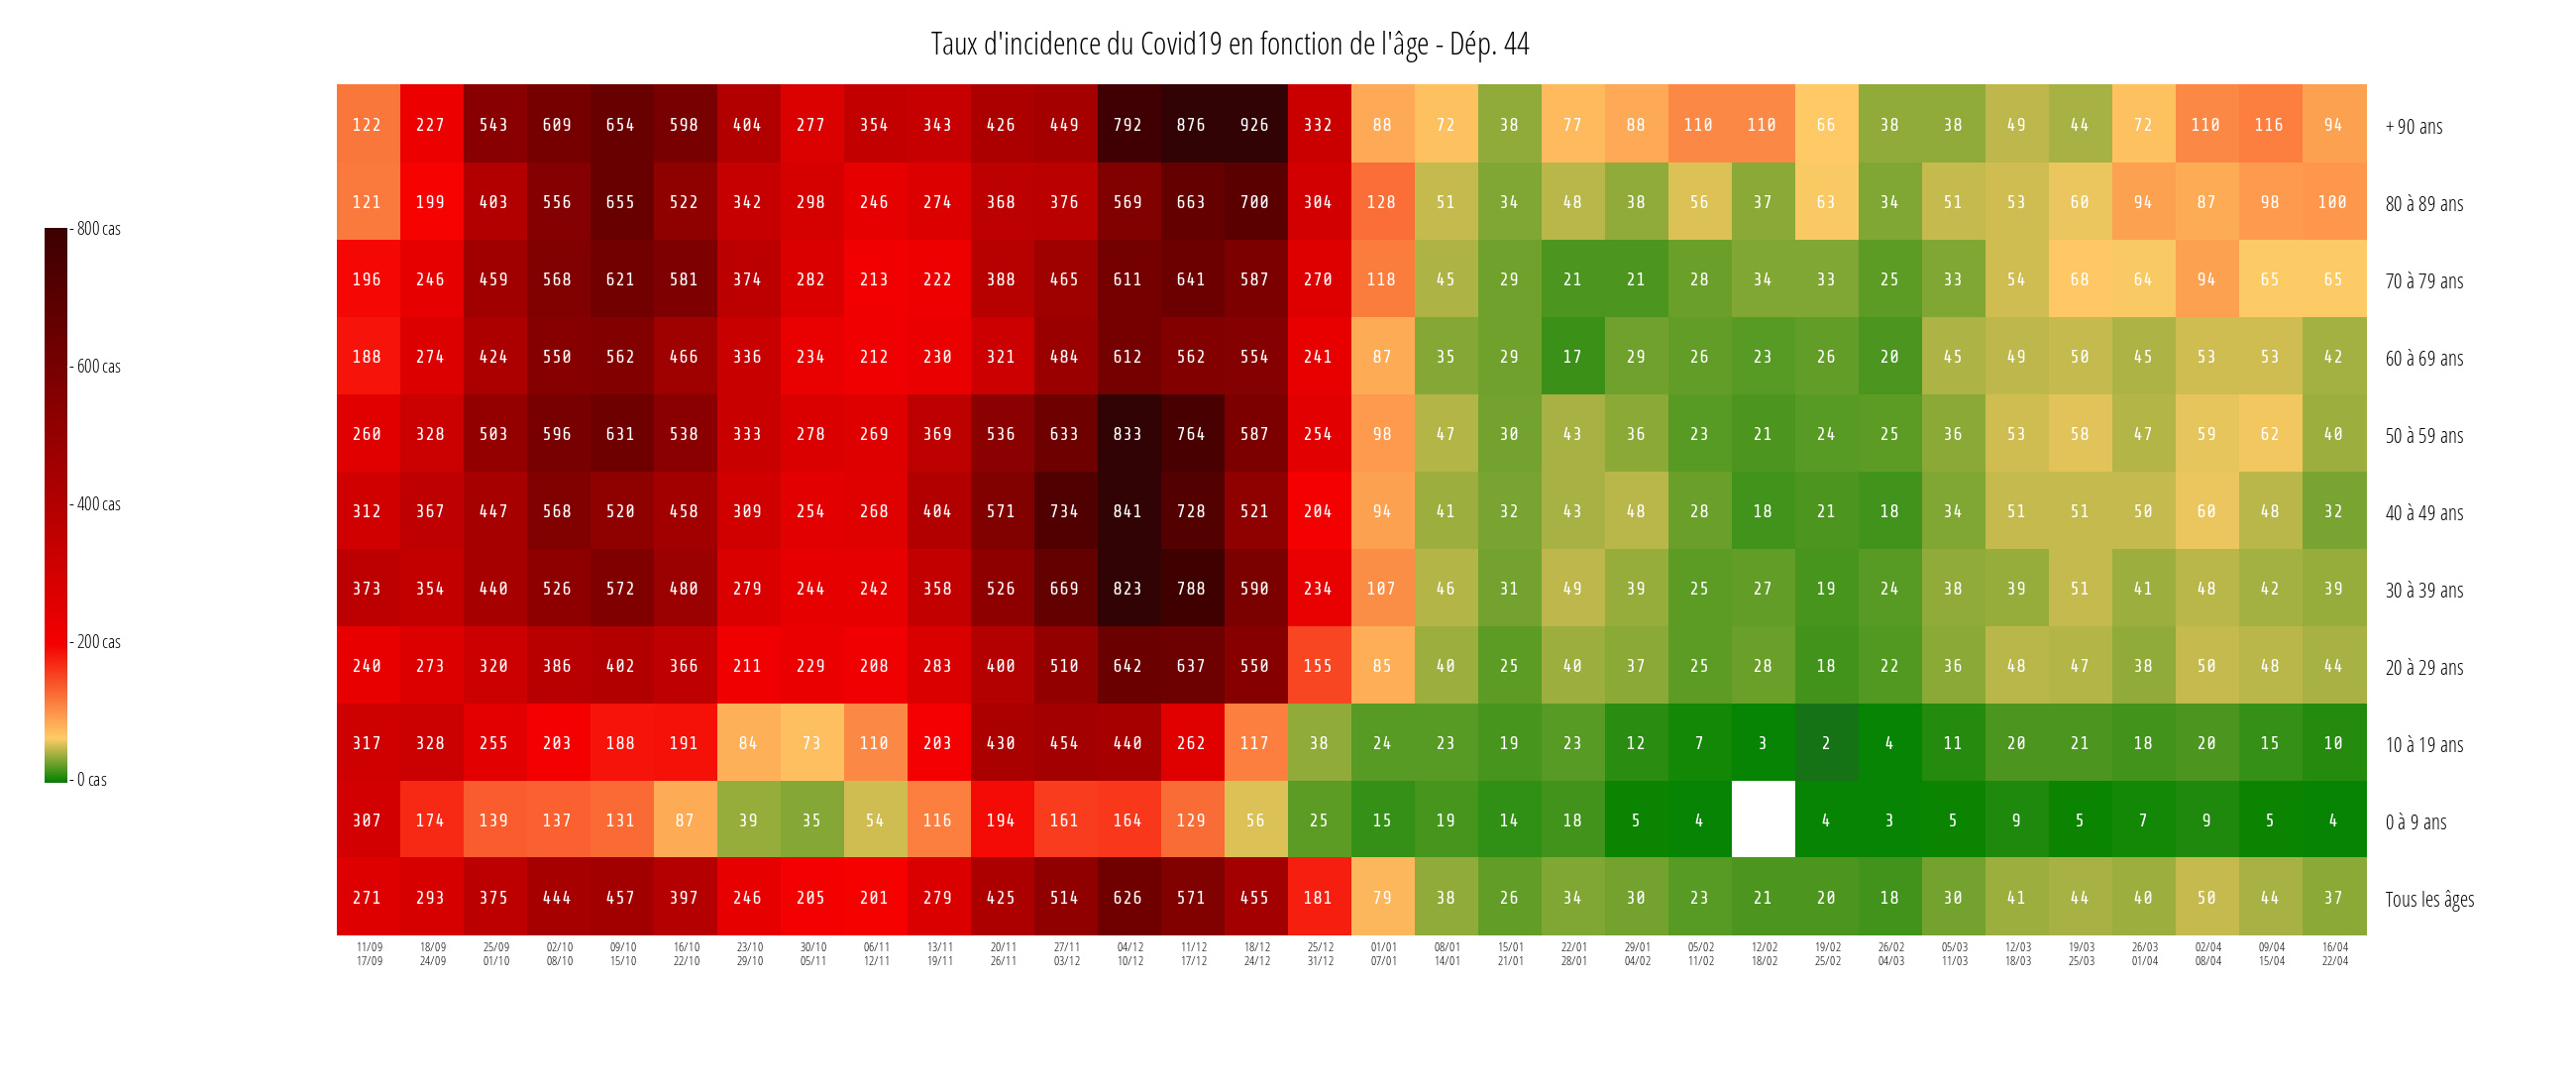 Taux d'incidence du Covid19 en fonction de l'âge - Dép. 44
- 800 cas
- 600 cas
- 400 cas
- 200 cas
- 0 cas
122 227 543 609 654 598 404 277 354 343 426 449 792 876 926 332 88 72 38 77 88 110 110 66 38 38 49 44 72 110 116 94 + 90 ans
121 199 403 556 655 522 342 298 246 274 368 376 569 663 700 304 128 51 34 48 38 56 37 63 34 51 53 60 94 87 98 100 80 à 89 ans
196 246 459 568 621 581 374 282 213 222 388 465 611 641 587 270 118 45 29 21 21 28 34 33 25 33 54 68 64 94 65 65 70 à 79 ans
188 274 424 550 562 466 336 234 212 230 321 484 612 562 554 241 87 35 29 17 29 26 23 26 20 45 49 50 45 53 53 42 60 à 69 ans
260 328 503 596 631 538 333 278 269 369 536 633 833 764 587 254 98 47 30 43 36 23 21 24 25 36 53 58 47 59 62 40 50 à 59 ans
312 367 447 568 520 458 309 254 268 404 571 734 841 728 521 204 94 41 32 43 48 28 18 21 18 34 51 51 50 60 48 32 40 à 49 ans
373 354 440 526 572 480 279 244 242 358 526 669 823 788 590 234 107 46 31 49 39 25 27 19 24 38 39 51 41 48 42 39 30 à 39 ans
240 273 320 386 402 366 211 229 208 283 400 510 642 637 550 155 85 40 25 40 37 25 28 18 22 36 48 47 38 50 48 44 20 à 29 ans
317 328 255 203 188 191 84 73 110 203 430 454 440 262 117 38 24 23 19 23 12 7 3 2 4 11 20 21 18 20 15 10 10 à 19 ans
307 174 139 137 131 87 39 35 54 116 194 161 164 129 56 25 15 19 14 18 5 4 4 3 5 9 5 7 9 5 4 0 à 9 ans
271 293 375 444 457 397 246 205 201 279 425 514 626 571 455 181 79 38 26 34 30 23 21 20 18 30 41 44 40 50 44 37 Tous les âges
11/09 18/09 25/09 02/10 09/10 16/10 23/10 30/10 06/11 13/11 20/11 27/11 04/12 11/12 18/12 25/12 01/01 08/01 15/01 22/01 29/01 05/02 12/02 19/02 26/02 05/03 12/03 19/03 26/03 02/04 09/04 16/04
17/09 24/09 01/10 08/10 15/10 22/10 29/10 05/11 12/11 19/11 26/11 03/12 10/12 17/12 24/12 31/12 07/01 14/01 21/01 28/01 04/02 11/02 18/02 25/02 04/03 11/03 18/03 25/03 01/04 08/04 15/04 22/04